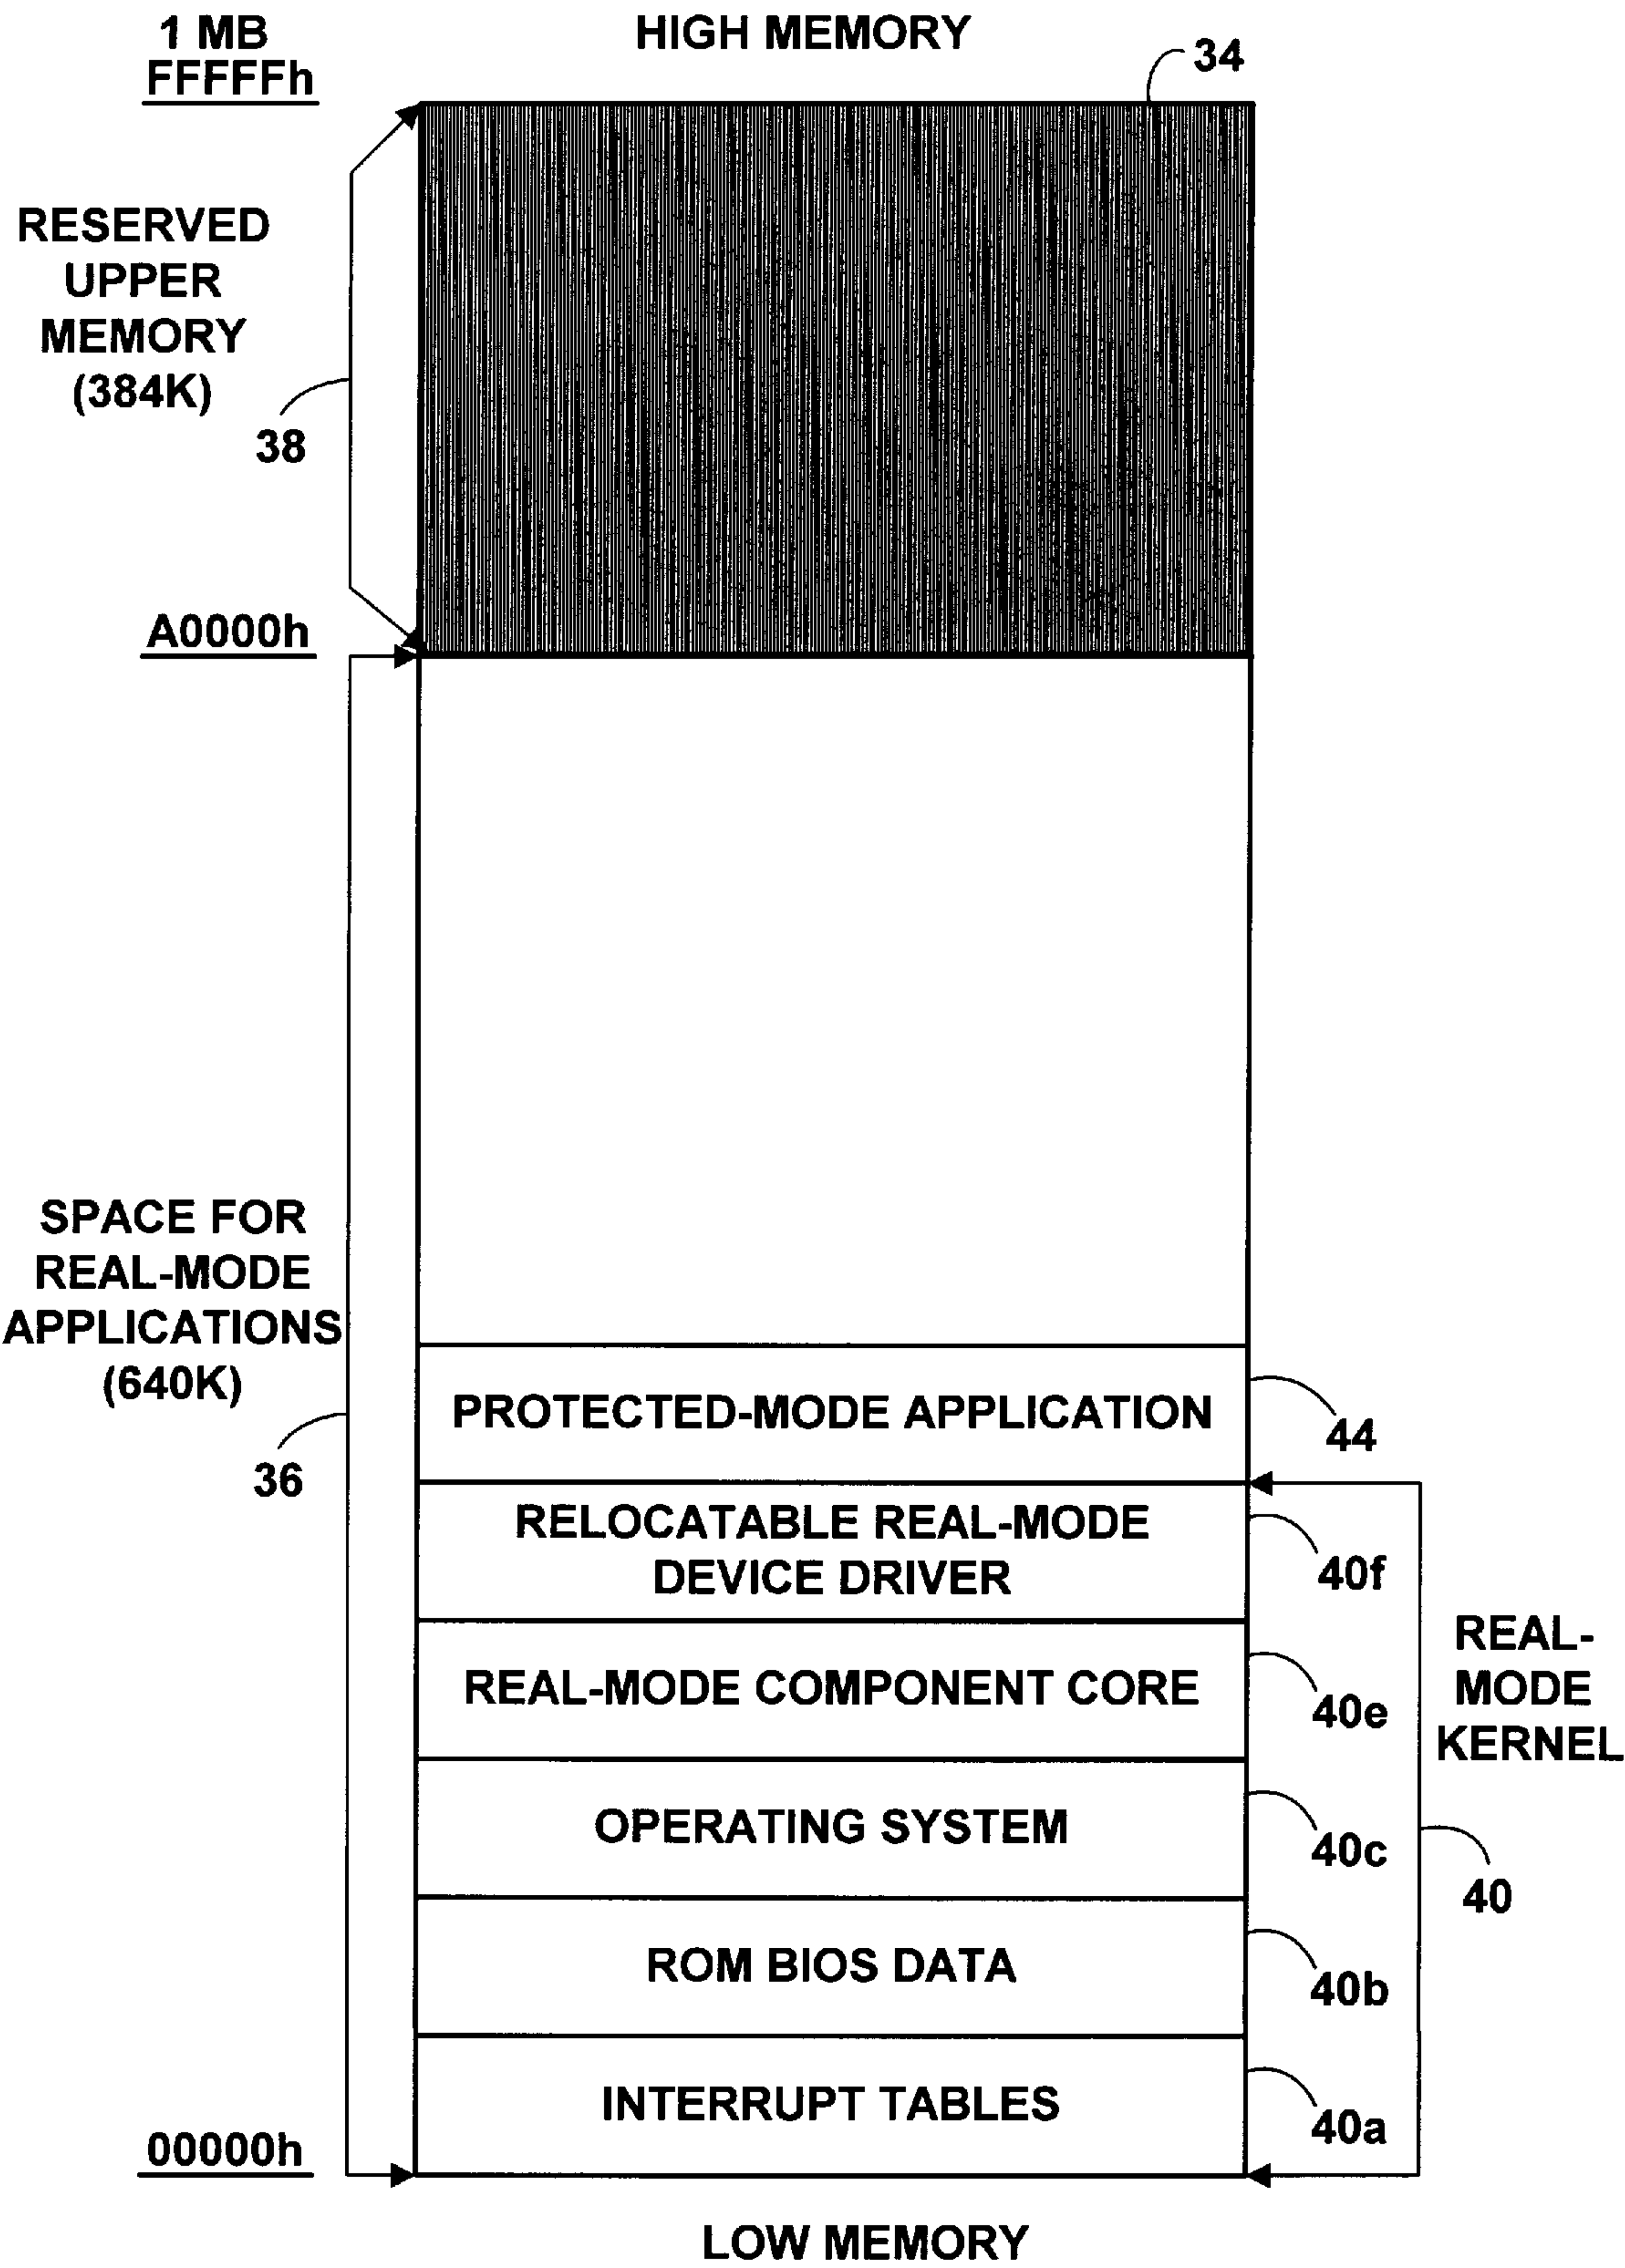 1 MB
FFFFFh
HIGH MEMORY
34
RESERVED
UPPER
MEMORY
(384K)
38
A0000h
SPACE FOR
REAL-MODE
APPLICATIONS
(640K)
36
PROTECTED-MODE APPLICATION
44
RELOCATABLE REAL-MODE
DEVICE DRIVER
40f
REAL-MODE COMPONENT CORE
40e
REAL-
MODE
KERNEL
OPERATING SYSTEM
40c
40
ROM BIOS DATA
40b
INTERRUPT TABLES
40a
00000h
LOW MEMORY